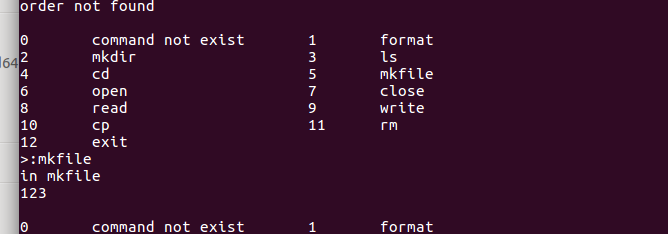 order not found
0 command not exist 1 format
2 mkdir 3 ls
64
4 cd 5 mkfile
6 open 7 close
8 read 9 write
10 cp 11 rm
12 exit
>:mkfile
in mkfile
123
0 command not exist 1 format